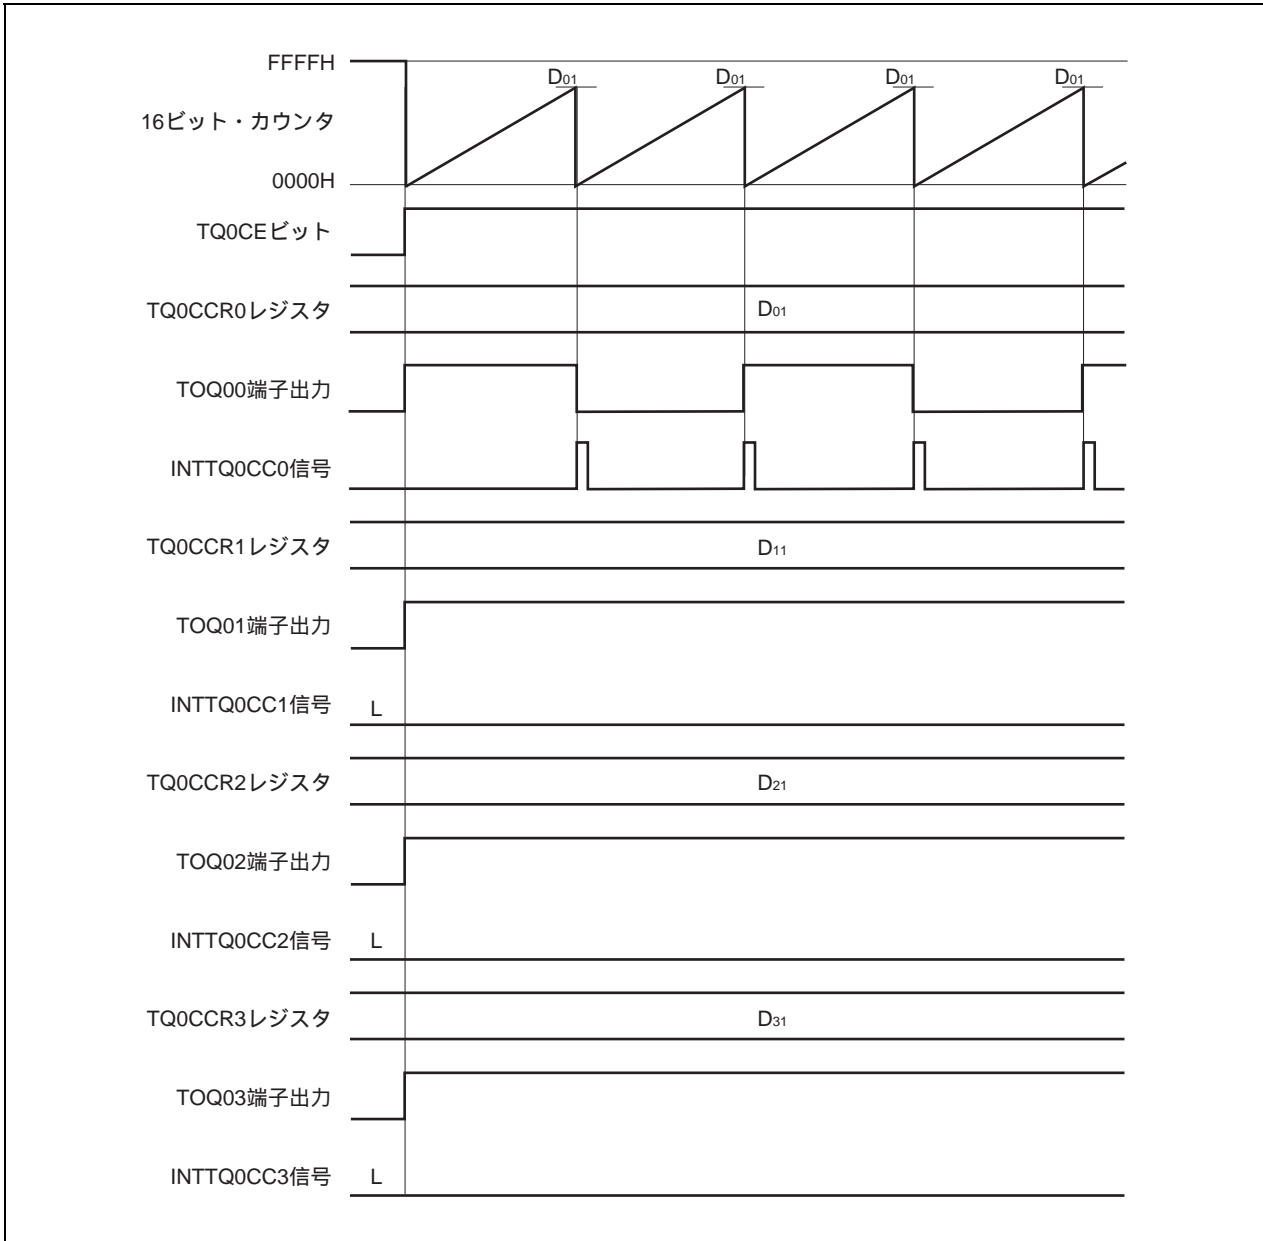 FFFFH
D01 D01 D01 D01
16ビット・カウンタ
0000H
TQ0CEビット
TQ0CCR0レジスタ D01
TOQ00端子出力
INTTQ0CC0信号
TQ0CCR1レジスタ D11
TOQ01端子出力
INTTQ0CC1信号 L
TQ0CCR2レジスタ D21
TOQ02端子出力
INTTQ0CC2信号 L
TQ0CCR3レジスタ D31
TOQ03端子出力
INTTQ0CC3信号 L